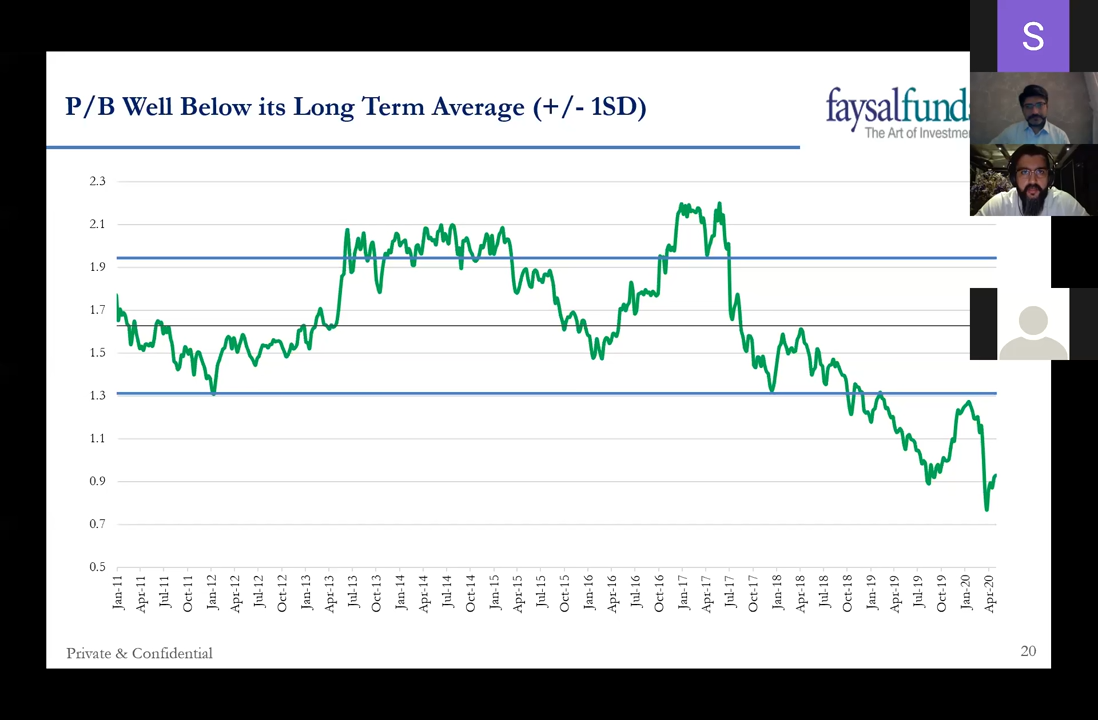 S
P/B Well Below its Long Term Average (+/- 1SD)
faysalfunds
The Art of Investmen
2.3
2.1
1.9
1.7
1.5
1.3
1.1
0.9
0.7
0.5
Jan-11
Apr-11
Jul-11
Oct-11
Jan-12
Apr-12
Jul-12
Oct-12
Jan-13
Apr-13
Jul-13
Oct-13
Jan-14
Apr-14
Jul-14
Oct-14
Jan-15
Apr-15
Jul-15
Oct-15
Jan-16
Apr-16
Jul-16
Oct-16
Jan-17
Apr-17
Jul-17
Oct-17
Jan-18
Apr-18
Jul-18
Oct-18
Jan-19
Apr-19
Jul-19
Oct-19
Jan-20
Apr-20
Private & Confidential
20